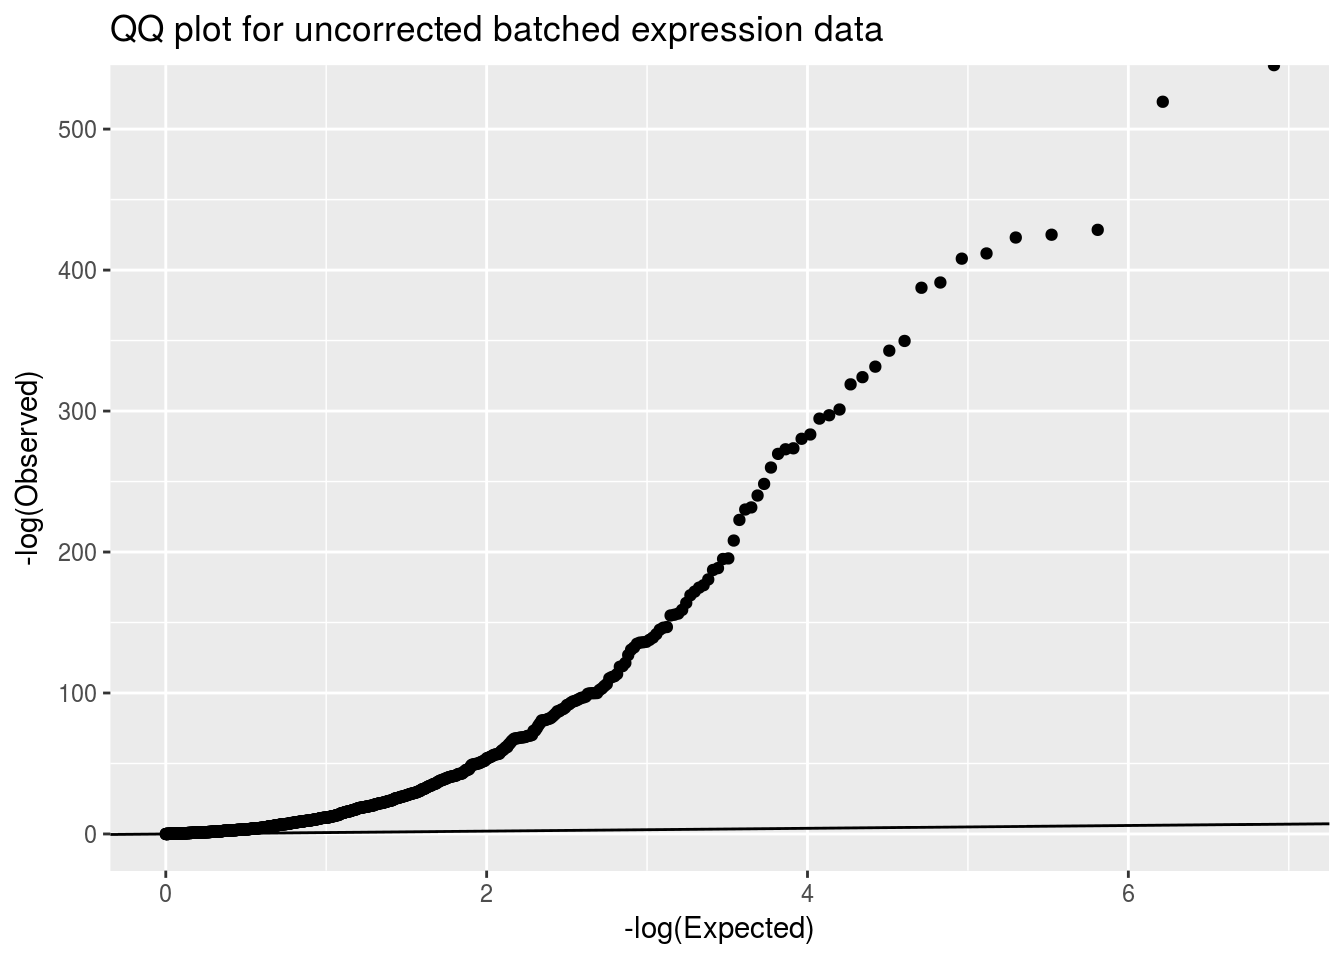 QQ plot for uncorrected batched expression data
500
400
300
200
100
0
-log(Observed)
0 2 4 6
-log(Expected)